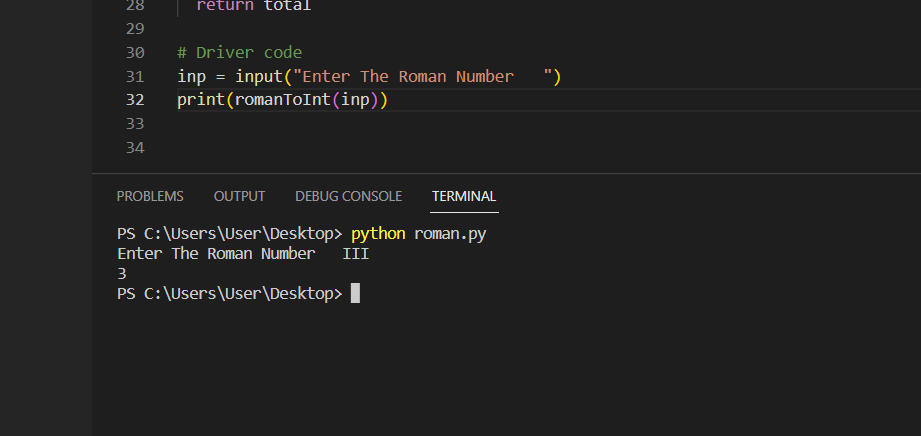 28 return total
29
30 # Driver code
31 inp = input("Enter The Roman Number   ")
32 print(romanToInt(inp))
33
34
PROBLEMS OUTPUT DEBUG CONSOLE TERMINAL
PS C:\Users\User\Desktop> python roman.py
Enter The Roman Number   III
3
PS C:\Users\User\Desktop>